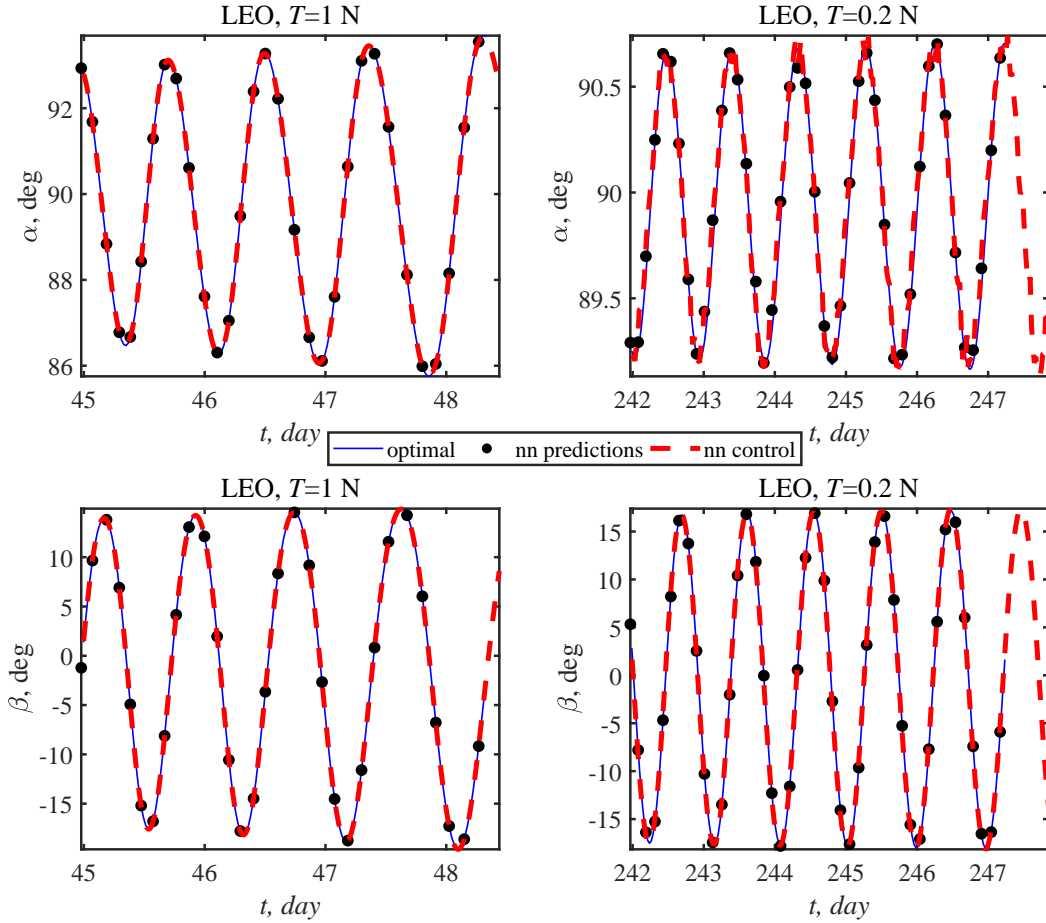 LEO, T=1 N
92
90
88
86
α, deg
45
46
47
48
t, day
LEO, T=0.2 N
90.5
90
89.5
α, deg
242
243
244
245
246
247
t, day
optimal
nn predictions
nn control
LEO, T=1 N
10
5
0
-5
-10
-15
β, deg
45
46
47
48
t, day
LEO, T=0.2 N
15
10
5
0
-5
-10
-15
β, deg
242
243
244
245
246
247
t, day